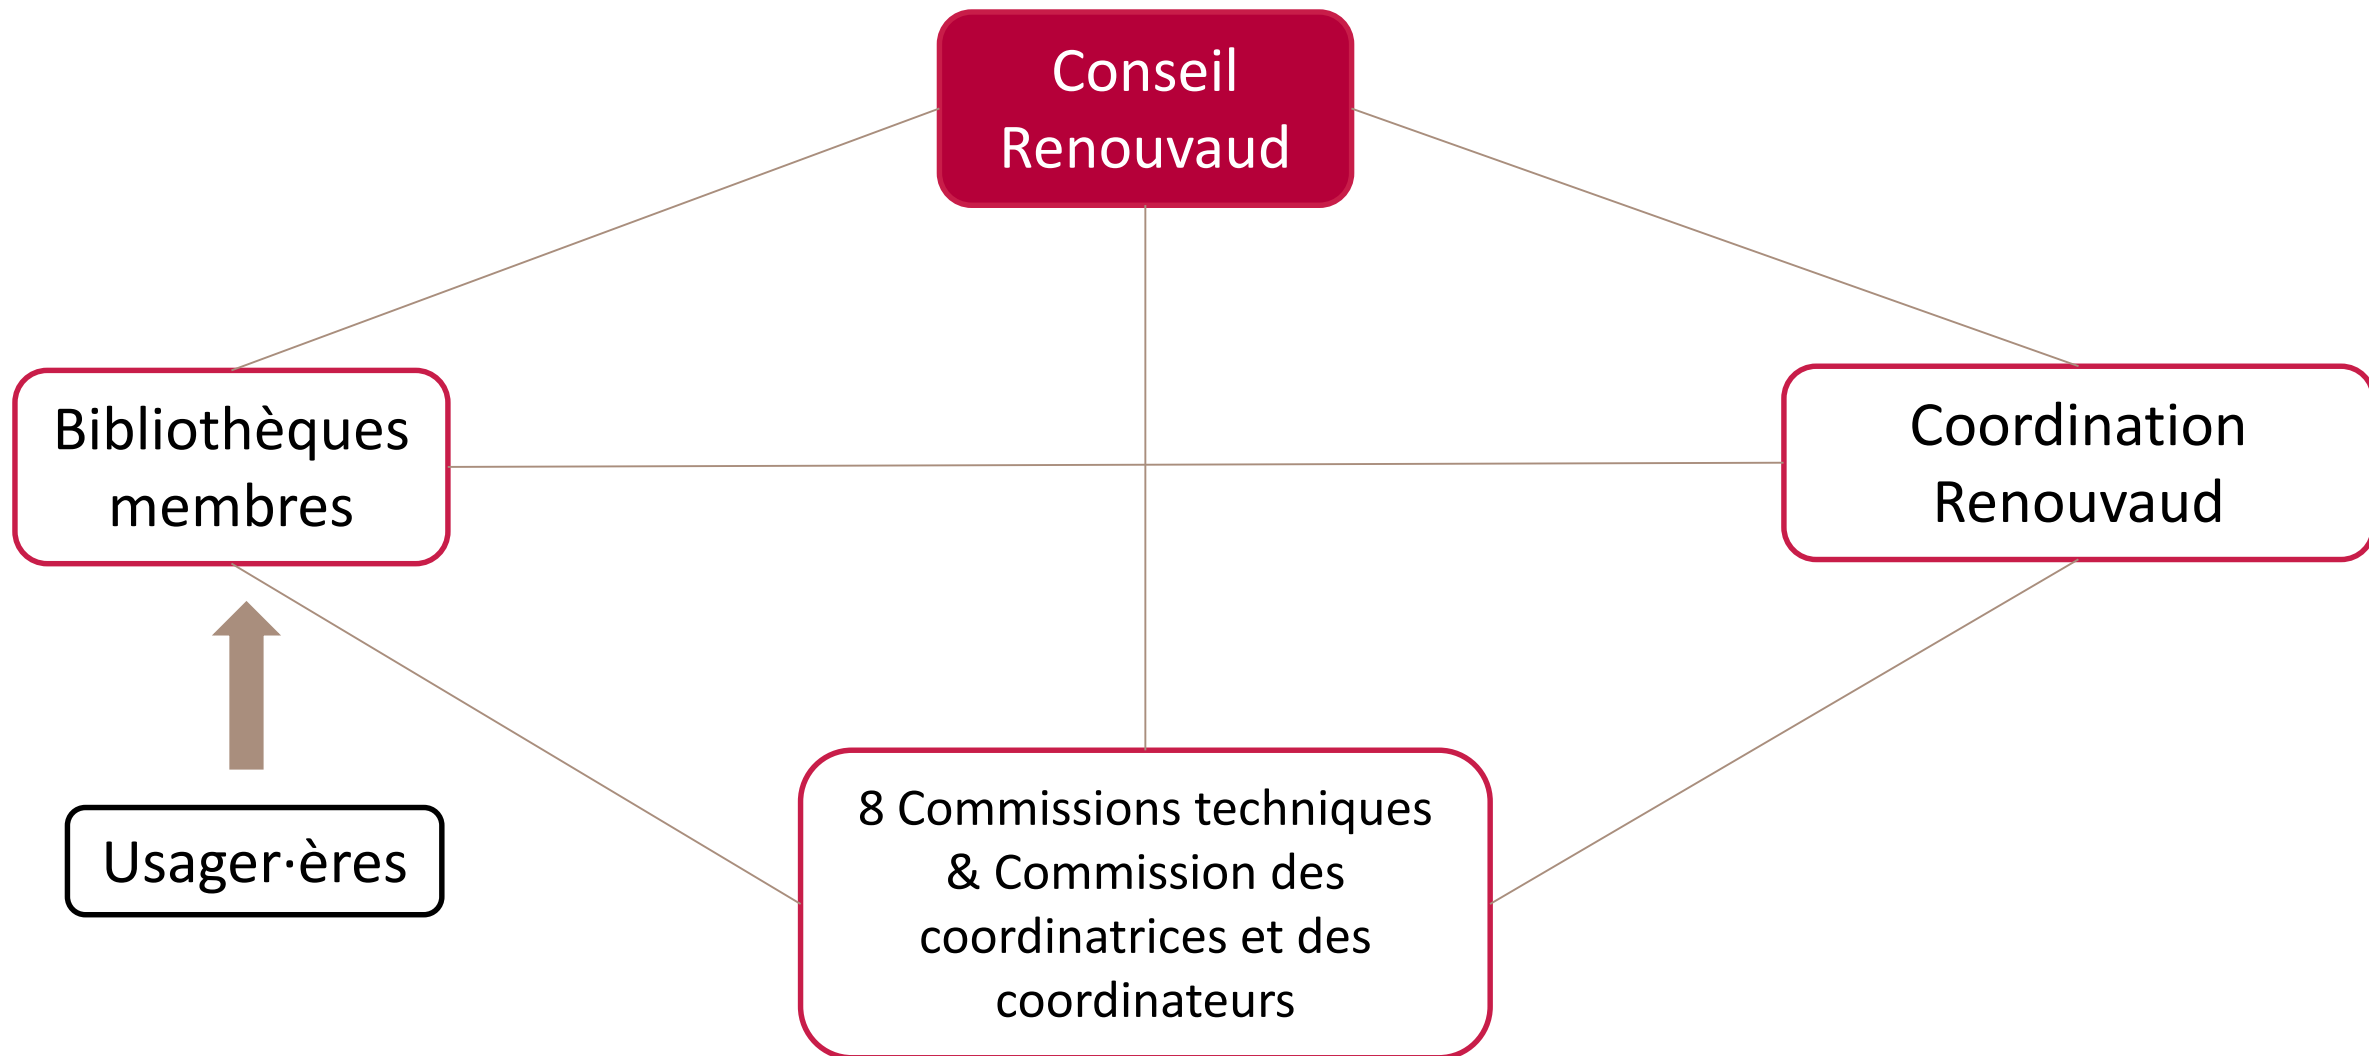 Conseil
Renouvaud
Bibliothèques
membres
Coordination
Renouvaud
Usager·ères
8 Commissions techniques
& Commission des
coordinatrices et des
coordinateurs